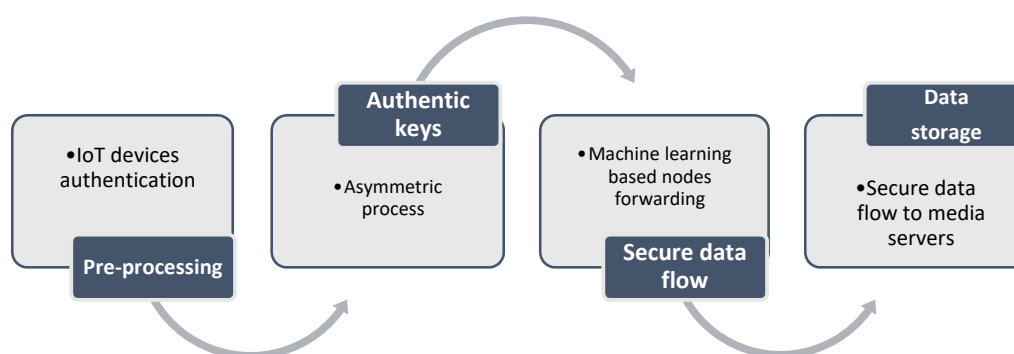 •IoT devices
authentication
Pre-processing
Authentic
keys
•Asymmetric
process
•Machine learning
based nodes
forwarding
Secure data
flow
Data
storage
•Secure data
flow to media
servers